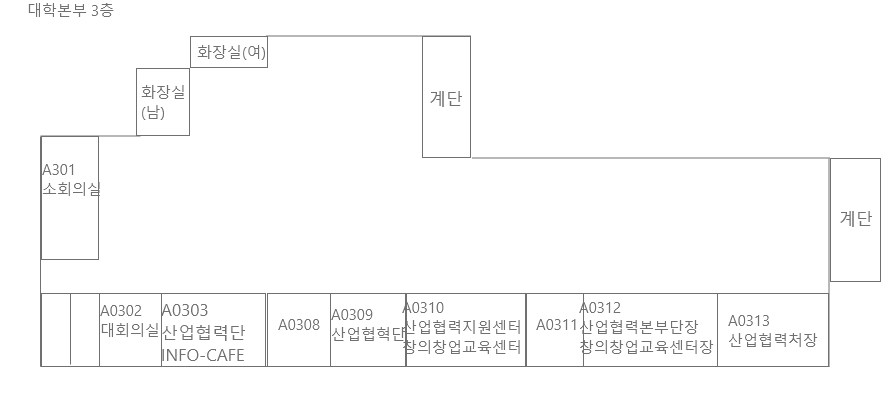 대학본부 3층
화장실(여)
화장실
(남)
계단
A301
소회의실
계단
A0302
대회의실
A0303
산업협력단
INFO-CAFE
A0308
A0309
산업협혁단
A0310
산업협력지원센터
창의창업교육센터
A0311
A0312
산업협력본부단장
창의창업교육센터장
A0313
산업협력처장